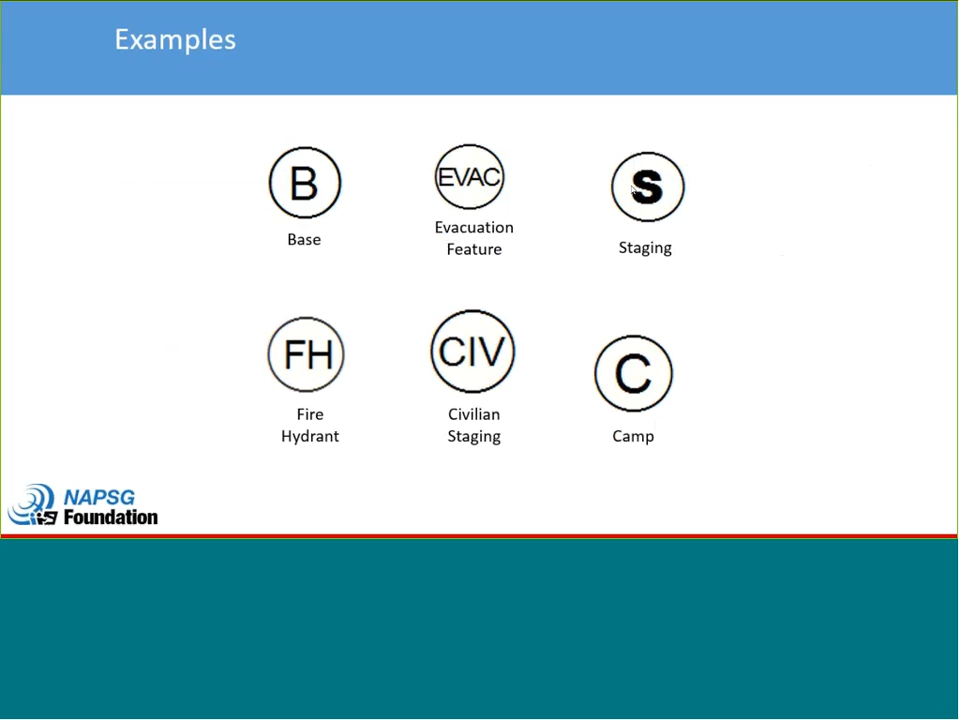 Examples
B
Base
EVAC
Evacuation
Feature
S
Staging
FH
Fire
Hydrant
CIV
Civilian
Staging
C
Camp
NAPSG
Foundation